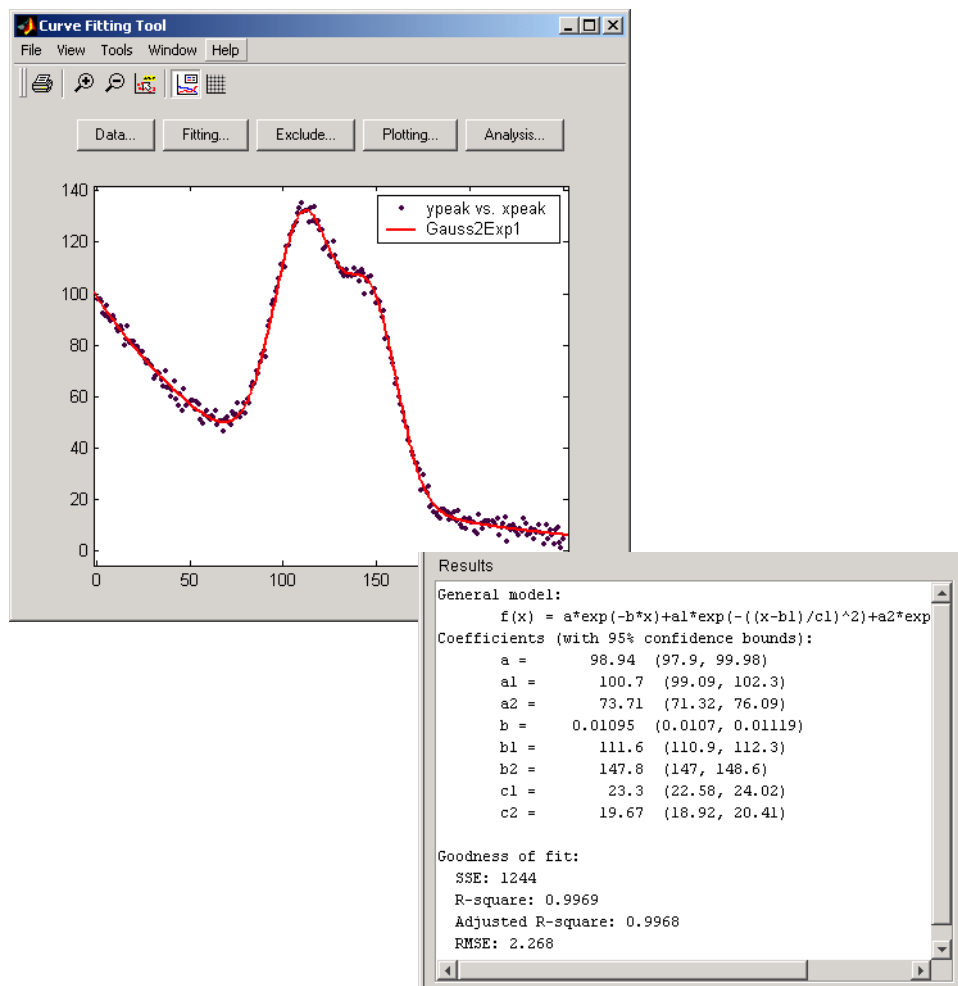 Curve Fitting Tool
File View Tools Window Help
Data... Fitting... Exclude... Plotting... Analysis...
140
120
100
80
60
40
20
0
0 50 100 150
ypeak vs. xpeak
Gauss2Exp1
Results
General model:
f(x) = a*exp(-b*x)+a1*exp(-((x-b1)/c1)^2)+a2*exp
Coefficients (with 95% confidence bounds):
a = 98.94 (97.9, 99.98)
a1 = 100.7 (99.09, 102.3)
a2 = 73.71 (71.32, 76.09)
b = 0.01095 (0.0107, 0.01119)
b1 = 111.6 (110.9, 112.3)
b2 = 147.8 (147, 148.6)
c1 = 23.3 (22.58, 24.02)
c2 = 19.67 (18.92, 20.41)
Goodness of fit:
SSE: 1244
R-square: 0.9969
Adjusted R-square: 0.9968
RMSE: 2.268